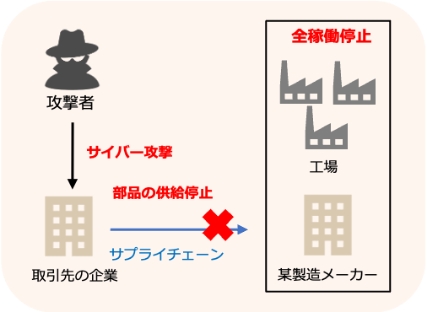 全稼働停止
攻撃者
サイバー攻撃
工場
部品の供給停止
サプライチェーン
取引先の企業
某製造メーカー